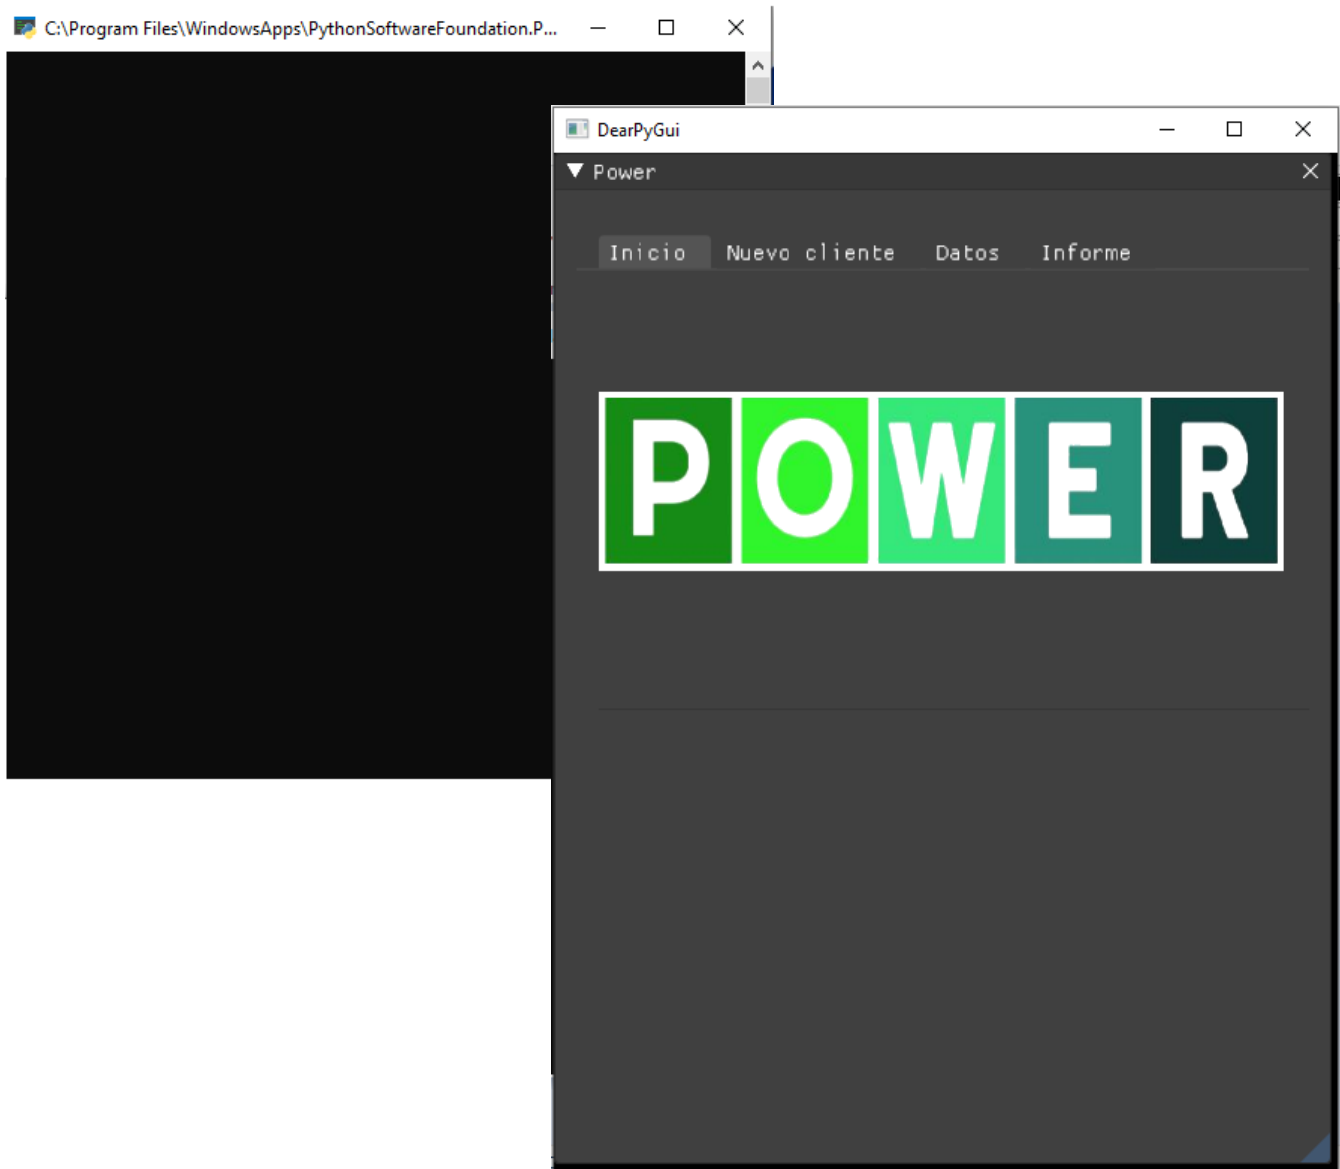 C:\Program Files\WindowsApps\PythonSoftwareFoundation.P...
DearPyGui
Power
Inicio Nuevo cliente Datos Informe
POWER